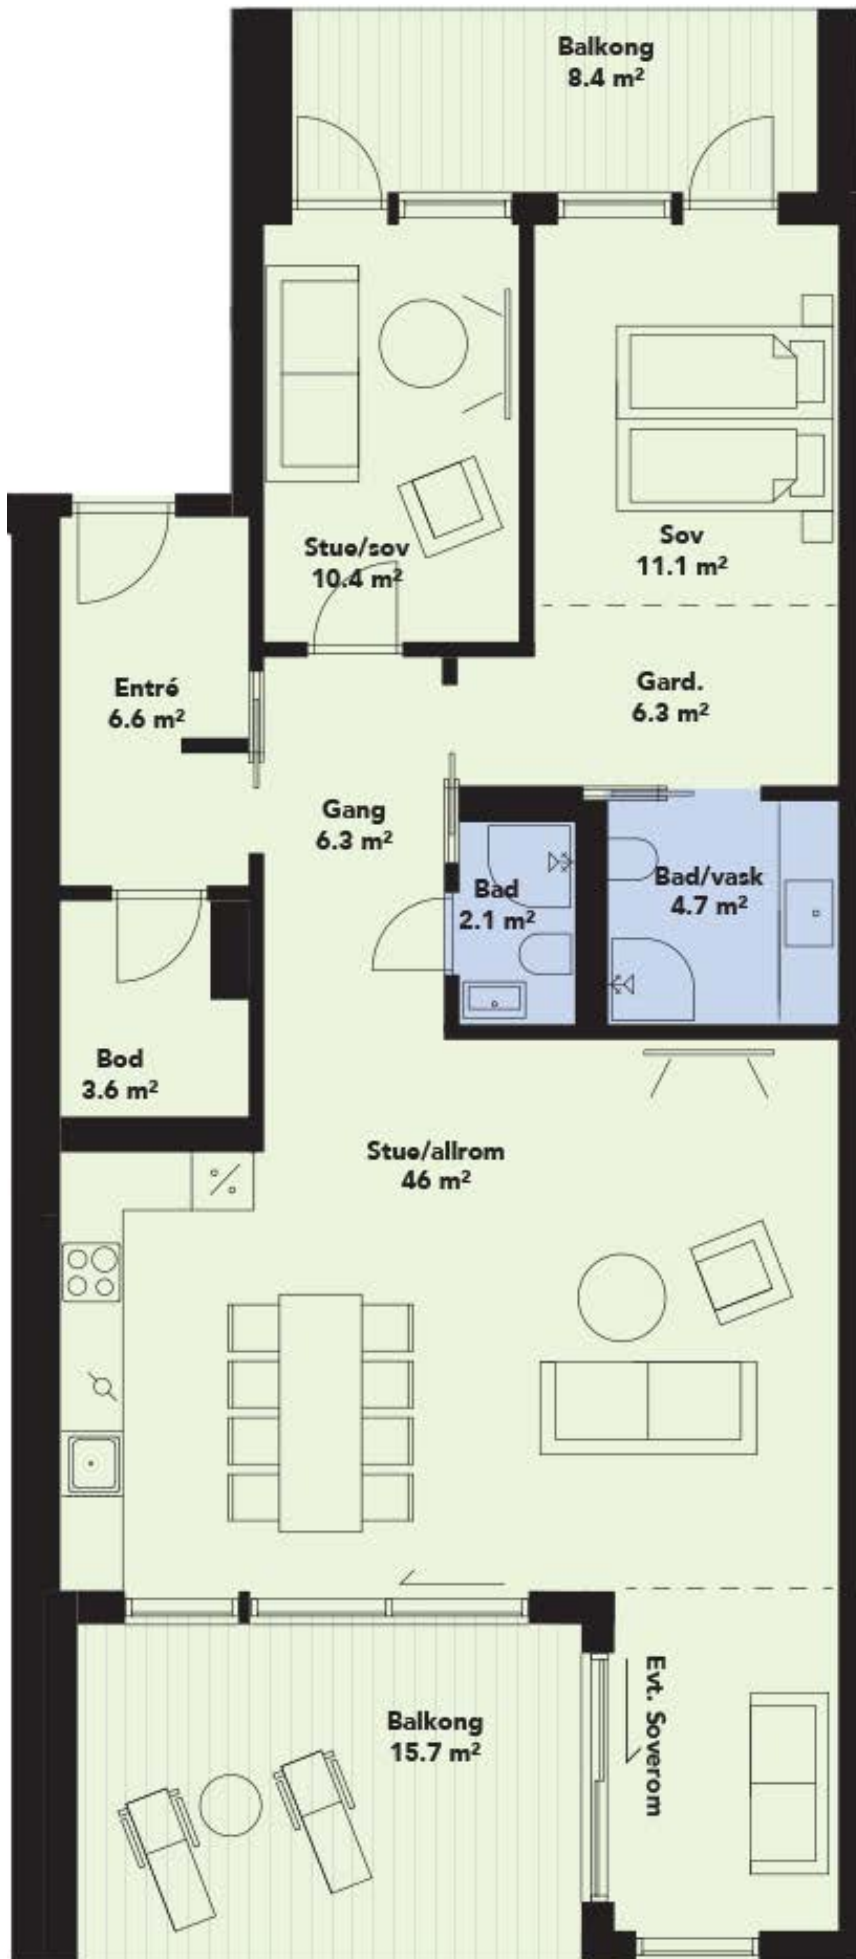 Balkong
8.4 m²
Stue/sov
10.4 m²
Sov
11.1 m²
Entré
6.6 m²
Gard.
6.3 m²
Gang
6.3 m²
Bad
2.1 m²
Bad/vask
4.7 m²
Bod
3.6 m²
Stue/allrom
46 m²
Balkong
15.7 m²
Evt. Soverom